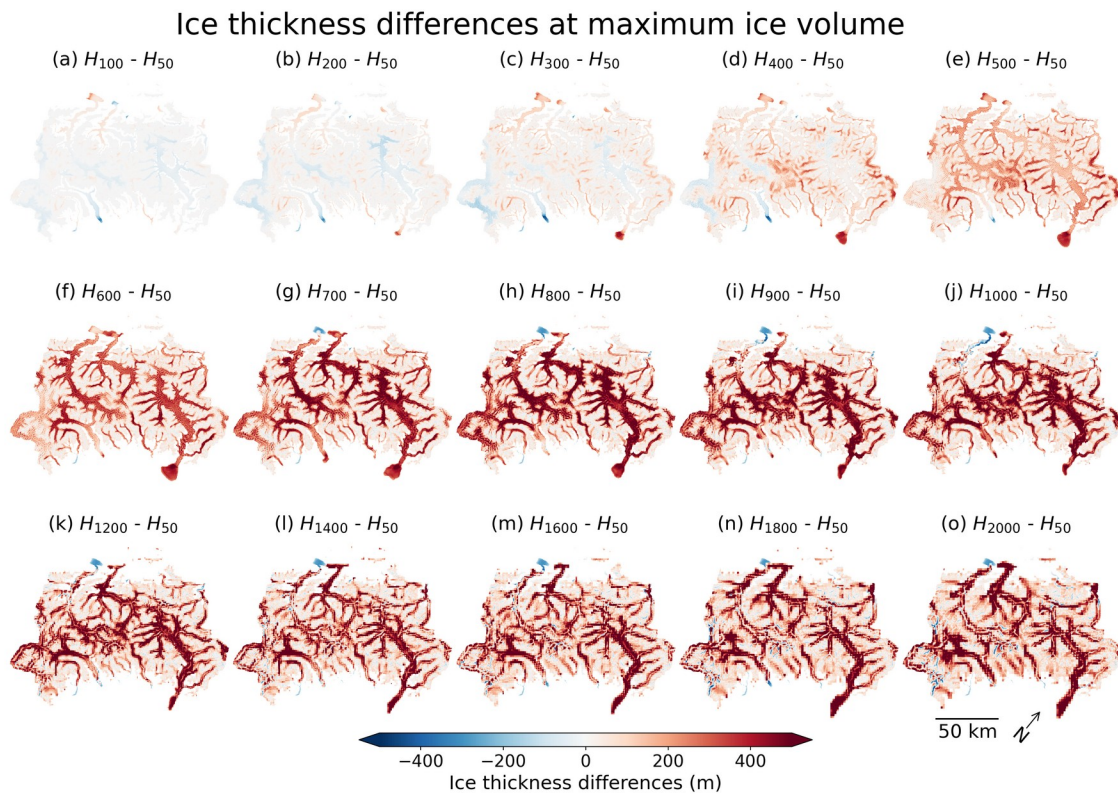 Ice thickness differences at maximum ice volume
(a) H₁₀₀ - H₅₀
(b) H₂₀₀ - H₅₀
(c) H₃₀₀ - H₅₀
(d) H₄₀₀ - H₅₀
(e) H₅₀₀ - H₅₀
(f) H₆₀₀ - H₅₀
(g) H₇₀₀ - H₅₀
(h) H₈₀₀ - H₅₀
(i) H₉₀₀ - H₅₀
(j) H₁₀₀₀ - H₅₀
(k) H₁₂₀₀ - H₅₀
(l) H₁₄₀₀ - H₅₀
(m) H₁₆₀₀ - H₅₀
(n) H₁₈₀₀ - H₅₀
(o) H₂₀₀₀ - H₅₀
50 km
N
−400 −200 0 200 400
Ice thickness differences (m)